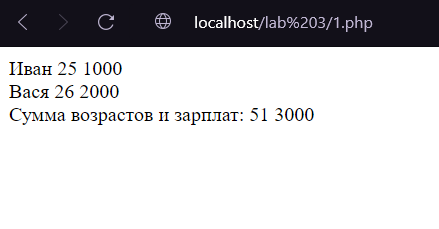 localhost/lab%203/1.php
Иван 25 1000
Вася 26 2000
Сумма возрастов и зарплат: 51 3000